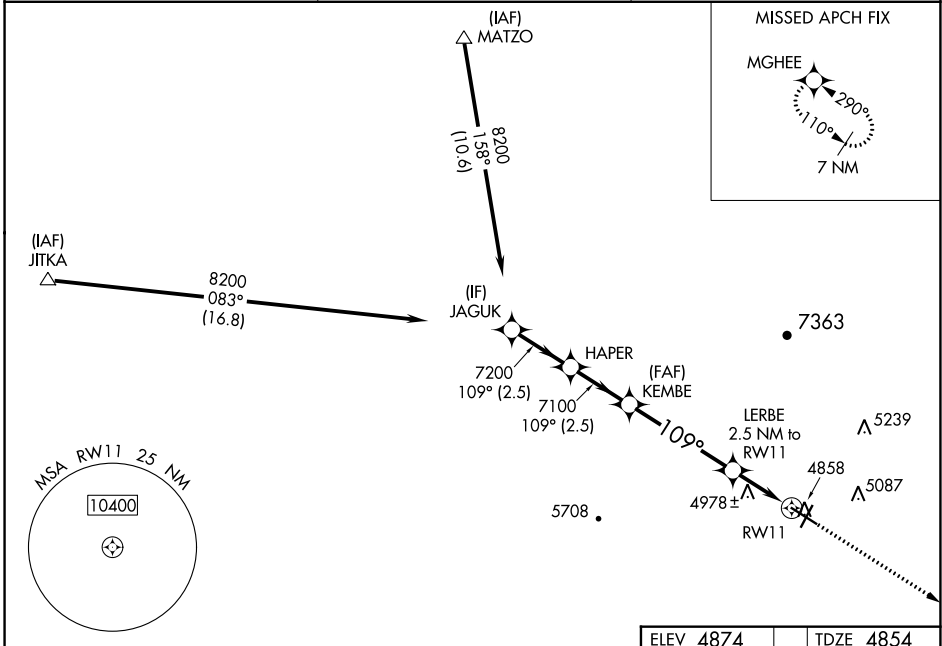 (IAF)
MATZO
MISSED APCH FIX
MGHEE
290°
110°
7 NM
8200
158°
(10.6)
(IAF)
JITKA
8200
083°
(16.8)
(IF)
JAGUK
7363
HAPER
7200
109° (2.5)
(FAF)
KEMBE
7100
109° (2.5)
109°
LERBE
2.5 NM to
RW11
5239
4858
5087
4978±
5708
RW11
MSA RW11 25 NM
10400
ELEV 4874
TDZE 4854